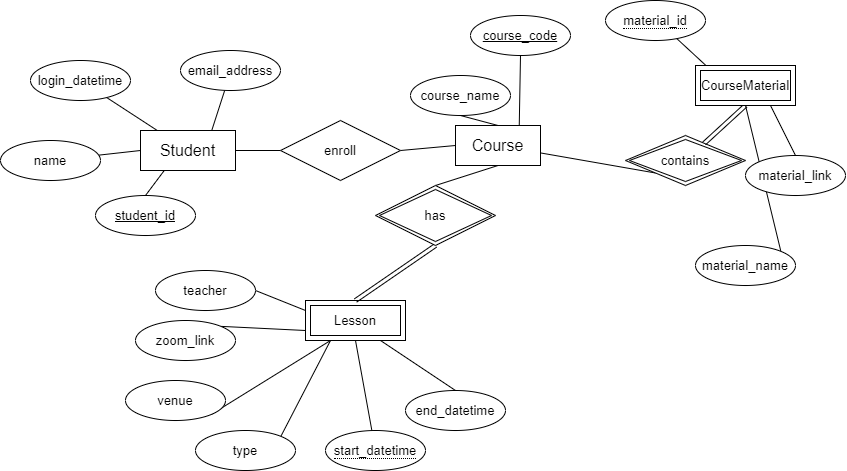 material_id
course_code
email_address
login_datetime
course_name
CourseMaterial
Student
enroll
Course
contains
name
material_link
student_id
has
material_name
teacher
Lesson
zoom_link
venue
end_datetime
type
start_datetime